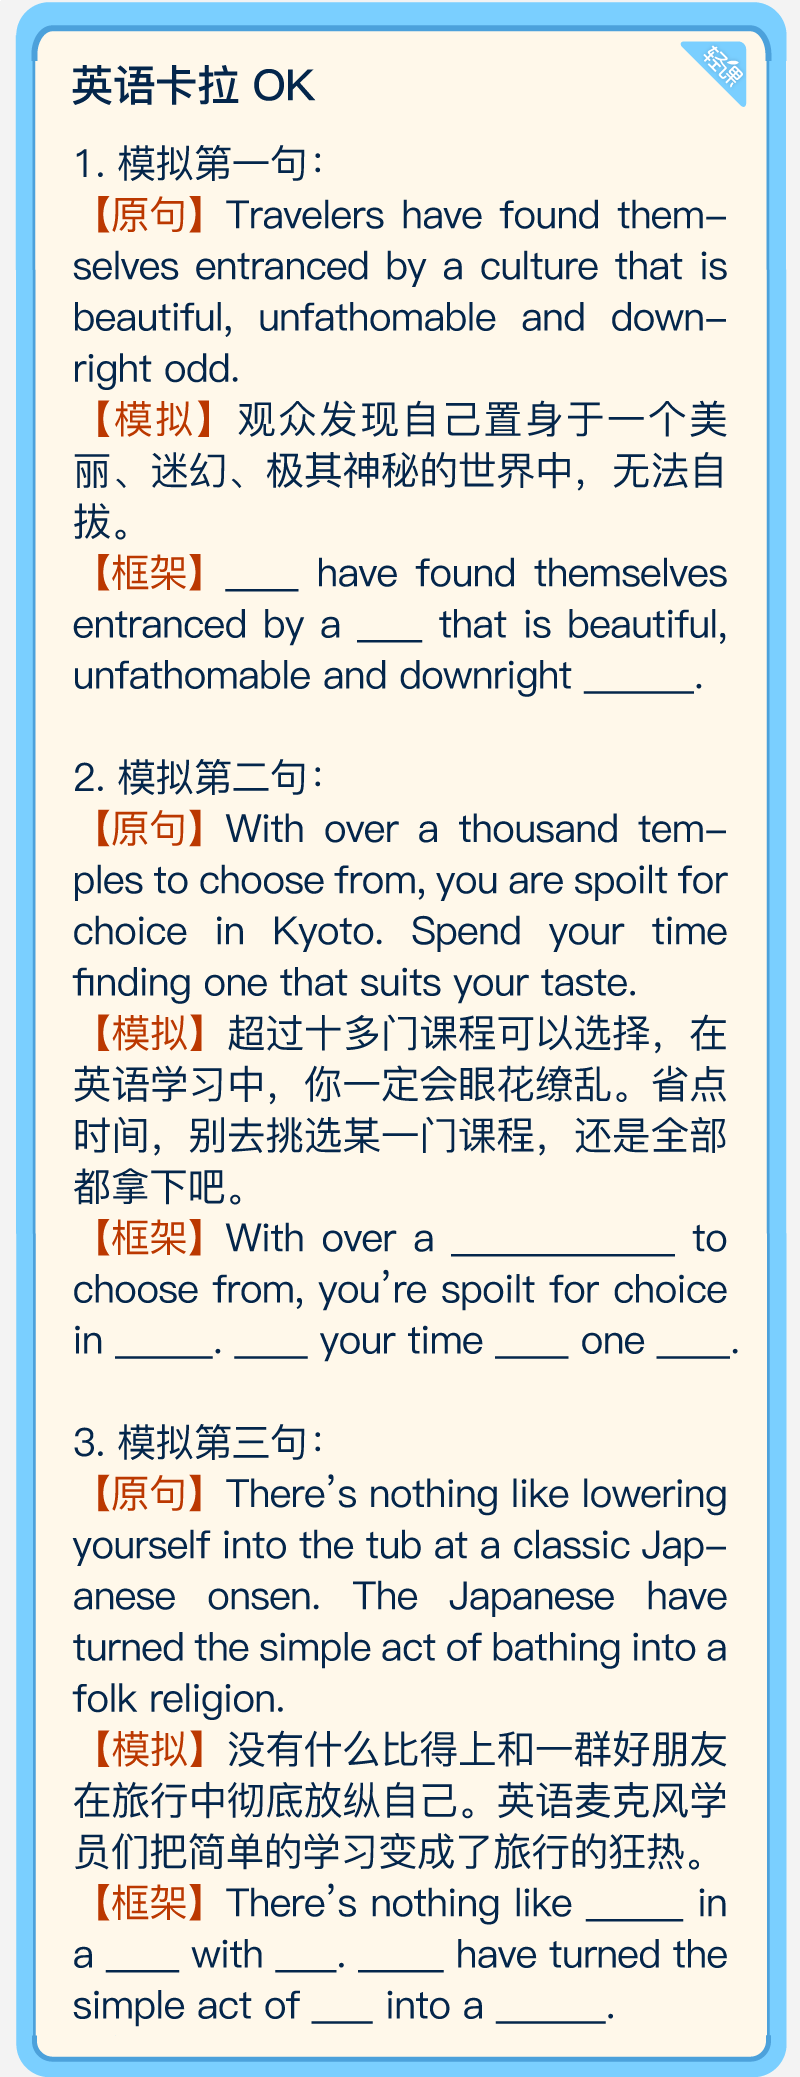 轻课
英语卡拉 OK
1. 模拟第一句：
【原句】Travelers have found them-
selves entranced by a culture that is
beautiful, unfathomable and down-
right odd.
【模拟】观众发现自己置身于一个美
丽、迷幻、极其神秘的世界中，无法自
拔。
【框架】____ have found themselves
entranced by a ____ that is beautiful,
unfathomable and downright ______.
2. 模拟第二句：
【原句】With over a thousand tem-
ples to choose from, you are spoilt for
choice in Kyoto. Spend your time
finding one that suits your taste.
【模拟】超过十多门课程可以选择，在
英语学习中，你一定会眼花缭乱。省点
时间，别去挑选某一门课程，还是全部
都拿下吧。
【框架】With over a ____________ to
choose from, you're spoilt for choice
in _____. ____ your time ____ one ____.
3. 模拟第三句：
【原句】There's nothing like lowering
yourself into the tub at a classic Jap-
anese onsen. The Japanese have
turned the simple act of bathing into a
folk religion.
【模拟】没有什么比得上和一群好朋友
在旅行中彻底放纵自己。英语麦克风学
员们把简单的学习变成了旅行的狂热。
【框架】There's nothing like _____ in
a ____ with ___. ____ have turned the
simple act of ___ into a ______.